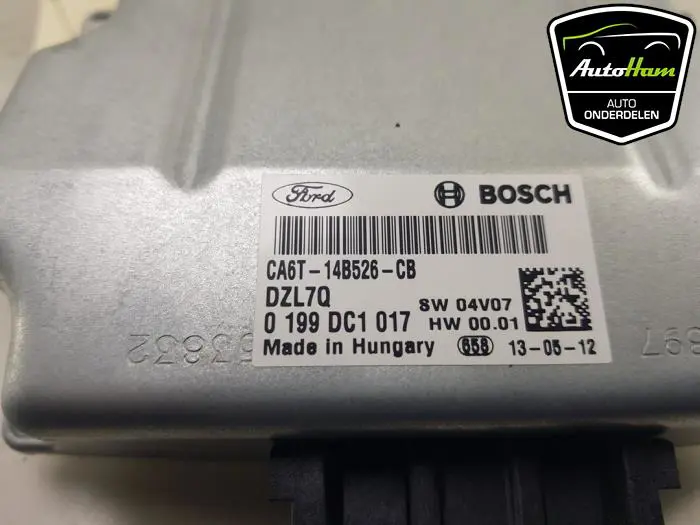 AutoHam
AUTO
ONDERDELEN
Ford
BOSCH
CA6T-14B526-CB
DZL7Q
SW 04V07
0 199 DC1 017
HW 00.01
Made in Hungary
658
13-05-12